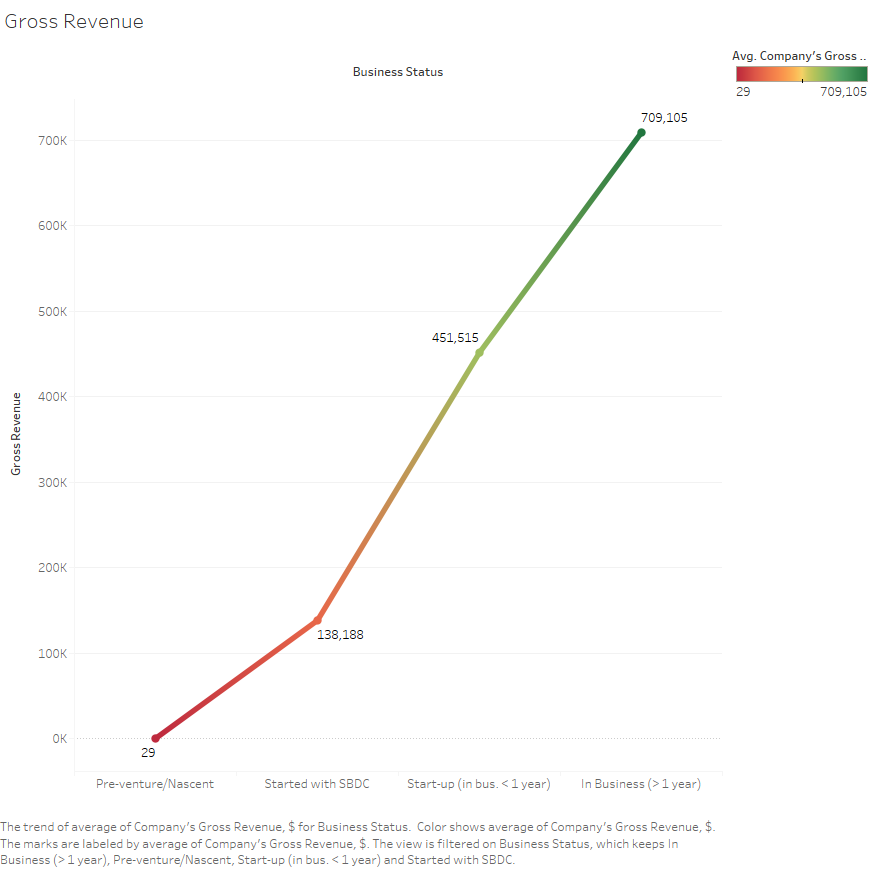 Gross Revenue
Business Status
Avg. Company's Gross ..
29 709,105
709,105
700K
600K
500K
451,515
400K
Gross Revenue
300K
200K
138,188
100K
0K
29
Pre-venture/Nascent Started with SBDC Start-up (in bus. < 1 year) In Business (> 1 year)
The trend of average of Company's Gross Revenue, $ for Business Status.  Color shows average of Company's Gross Revenue, $.
The marks are labeled by average of Company's Gross Revenue, $. The view is filtered on Business Status, which keeps In
Business (> 1 year), Pre-venture/Nascent, Start-up (in bus. < 1 year) and Started with SBDC.